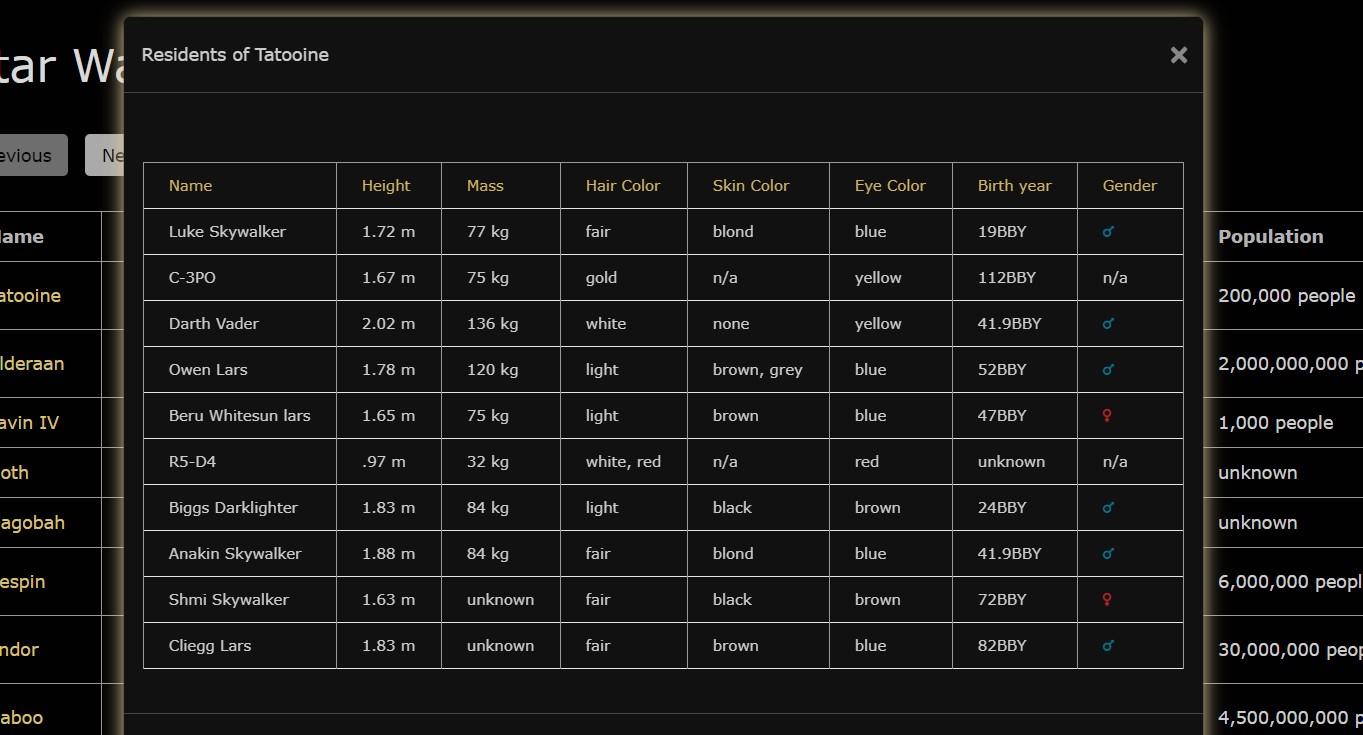 tar Wa
Residents of Tatooine
evious Ne
Name Height Mass Hair Color Skin Color Eye Color Birth year Gender
Luke Skywalker 1.72 m 77 kg fair blond blue 19BBY ♂
C-3PO 1.67 m 75 kg gold n/a yellow 112BBY n/a
Darth Vader 2.02 m 136 kg white none yellow 41.9BBY ♂
Owen Lars 1.78 m 120 kg light brown, grey blue 52BBY ♂
Beru Whitesun lars 1.65 m 75 kg light brown blue 47BBY ♀
R5-D4 .97 m 32 kg white, red n/a red unknown n/a
Biggs Darklighter 1.83 m 84 kg light black brown 24BBY ♂
Anakin Skywalker 1.88 m 84 kg fair blond blue 41.9BBY ♂
Shmi Skywalker 1.63 m unknown fair black brown 72BBY ♀
Cliegg Lars 1.83 m unknown fair brown blue 82BBY ♂
ame Population
atooine 200,000 people
lderaan 2,000,000,000 p
avin IV 1,000 people
oth unknown
agobah unknown
espin 6,000,000 peopl
ndor 30,000,000 peop
aboo 4,500,000,000 p